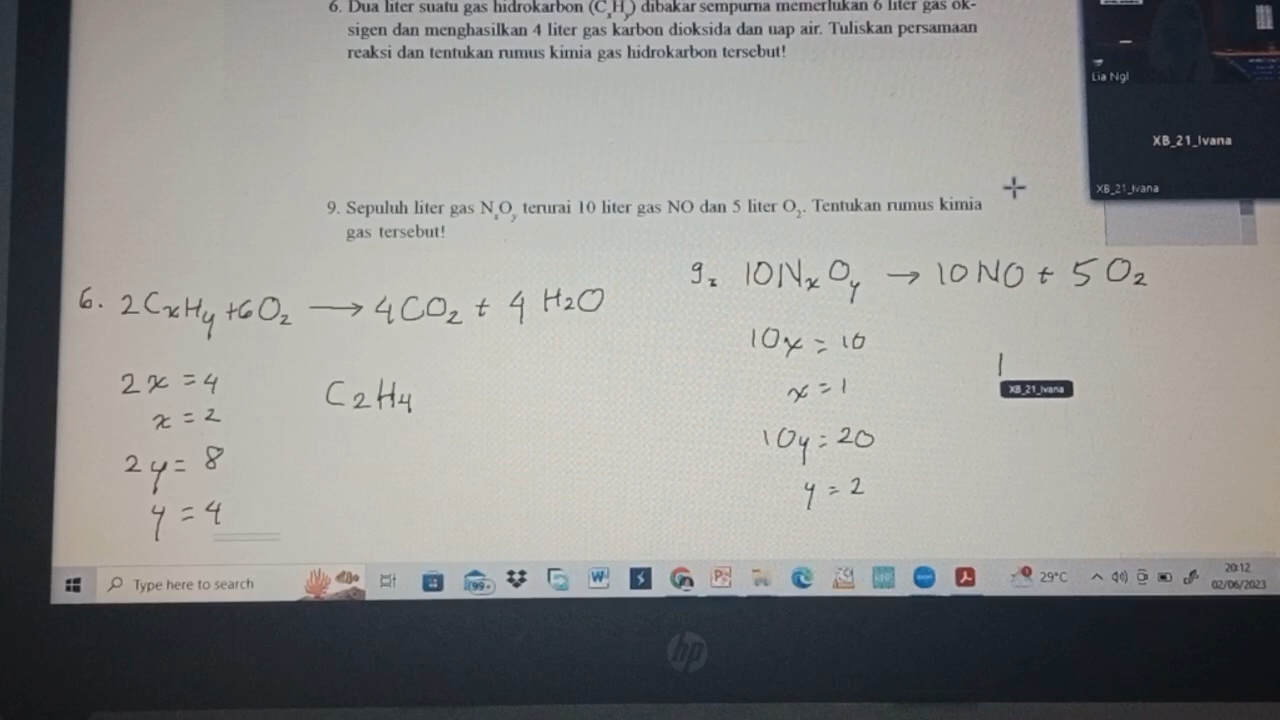 6. Dua liter suatu gas hidrokarbon (CxHy) dibakar sempurna memerlukan 6 liter gas ok-
sigen dan menghasilkan 4 liter gas karbon dioksida dan uap air. Tuliskan persamaan
reaksi dan tentukan rumus kimia gas hidrokarbon tersebut!
Lia Ngl
XB_21_Ivana
XB_21_Ivana
9. Sepuluh liter gas NxOy terurai 10 liter gas NO dan 5 liter O2. Tentukan rumus kimia
gas tersebut!
6. 2CxHy + 6O2 → 4CO2 + 4 H2O
2x = 4
x = 2
2y = 8
y = 4
C2H4
9. 10NxOy → 10NO + 5O2
10x = 10
x = 1
10y = 20
y = 2
XB_21_Ivana
Type here to search
99+
29°C
20:12
02/06/2023
hp